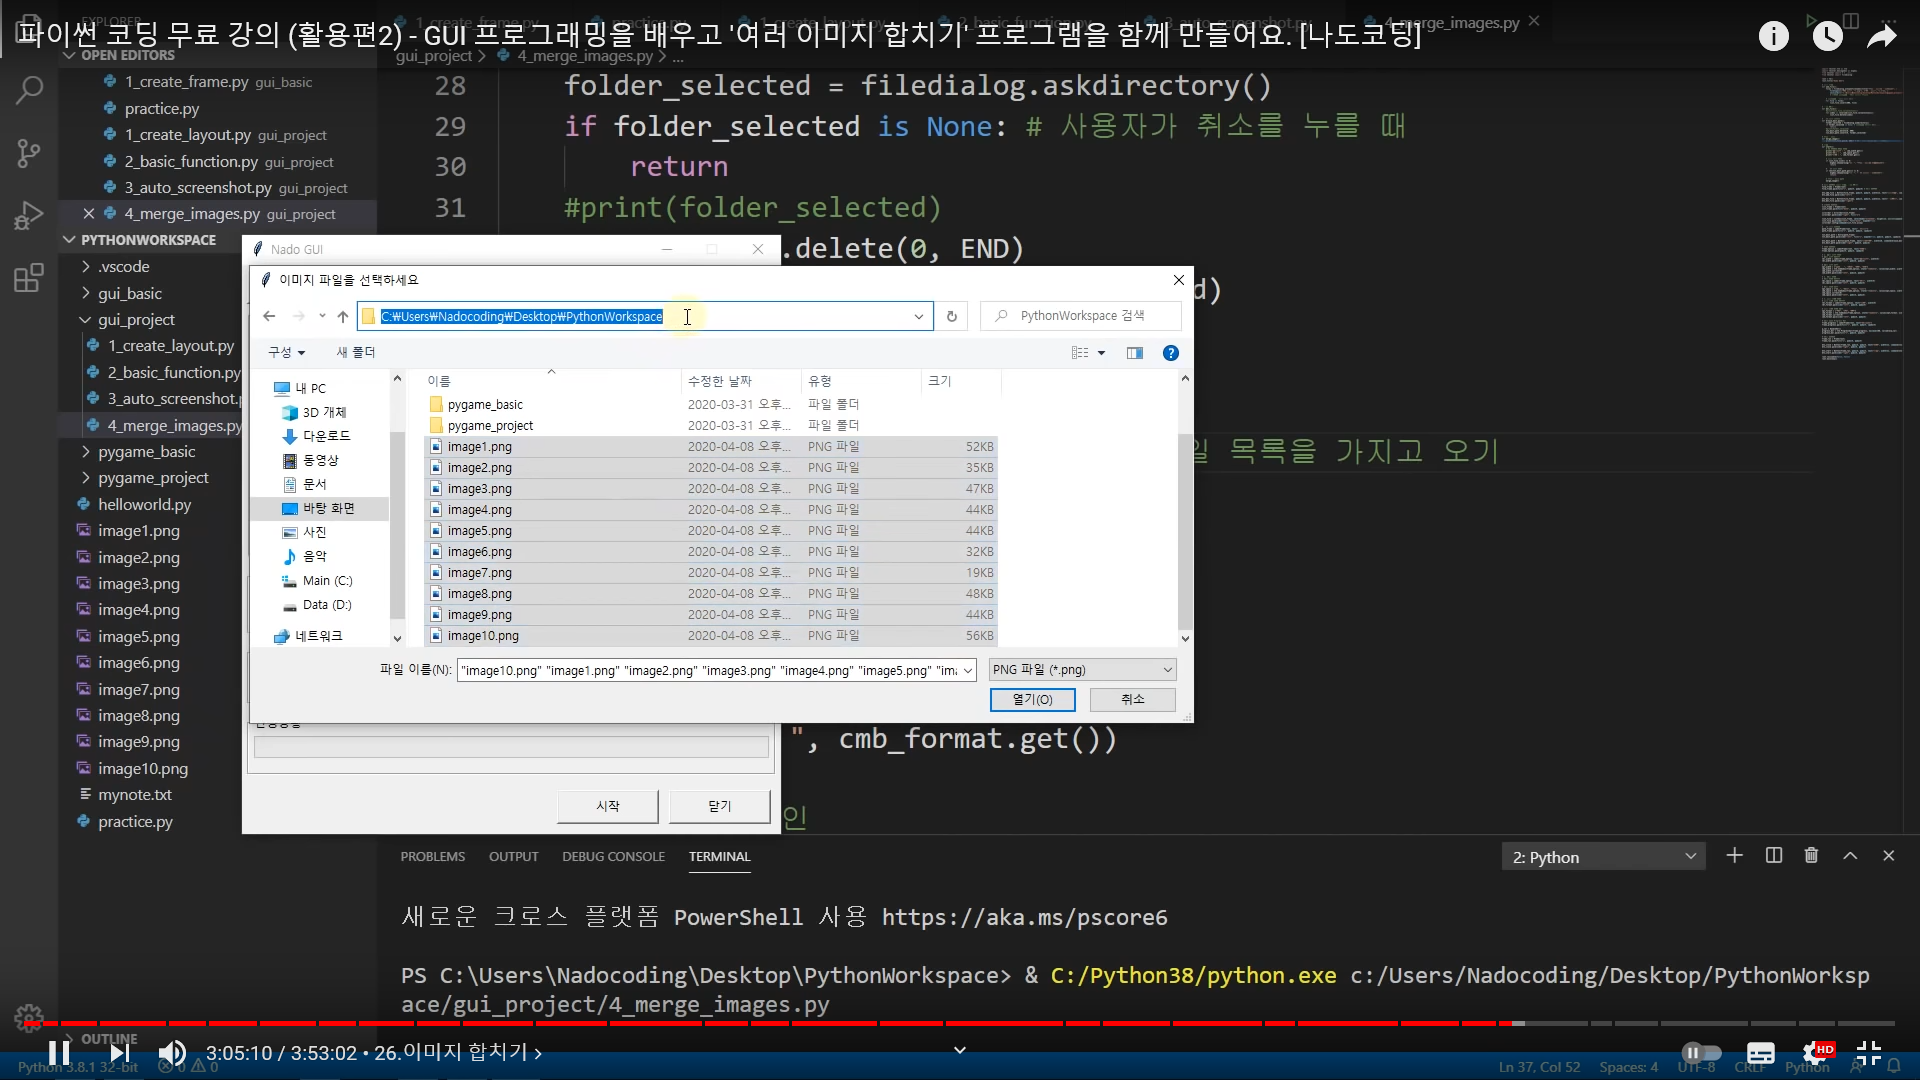 파이썬 코딩 무료 강의 (활용편2) - GUI 프로그래밍을 배우고 '여러 이미지 합치기' 프로그램을 함께 만들어요. [나도코딩]
4_merge_images.py
OPEN EDITORS
gui_project > 4_merge_images.py > ...
1_create_frame.py gui_basic
practice.py
1_create_layout.py gui_project
2_basic_function.py gui_project
3_auto_screenshot.py gui_project
4_merge_images.py gui_project
PYTHONWORKSPACE
.vscode
gui_basic
gui_project
1_create_layout.py
2_basic_function.py
3_auto_screenshot.
4_merge_images.py
pygame_basic
pygame_project
helloworld.py
image1.png
image2.png
image3.png
image4.png
image5.png
image6.png
image7.png
image8.png
image9.png
image10.png
mynote.txt
practice.py
OUTLINE
28 folder_selected = filedialog.askdirectory()
29 if folder_selected is None: # 사용자가 취소를 누를 때
30 return
31 #print(folder_selected)
.delete(0, END)
d)
목록을 가지고 오기
", cmb_format.get())
인
Nado GUI
이미지 파일을 선택하세요
C:₩Users₩Nadocoding₩Desktop₩PythonWorkspace
PythonWorkspace 검색
구성 새 폴더
내 PC
3D 개체
다운로드
동영상
문서
바탕 화면
사진
음악
Main (C:)
Data (D:)
네트워크
이름 수정한 날짜 유형 크기
pygame_basic 2020-03-31 오후... 파일 폴더
pygame_project 2020-03-31 오후... 파일 폴더
image1.png 2020-04-08 오후... PNG 파일 52KB
image2.png 2020-04-08 오후... PNG 파일 35KB
image3.png 2020-04-08 오후... PNG 파일 47KB
image4.png 2020-04-08 오후... PNG 파일 44KB
image5.png 2020-04-08 오후... PNG 파일 44KB
image6.png 2020-04-08 오후... PNG 파일 32KB
image7.png 2020-04-08 오후... PNG 파일 19KB
image8.png 2020-04-08 오후... PNG 파일 48KB
image9.png 2020-04-08 오후... PNG 파일 44KB
image10.png 2020-04-08 오후... PNG 파일 56KB
파일 이름(N): "image10.png" "image1.png" "image2.png" "image3.png" "image4.png" "image5.png" "im
PNG 파일 (*.png)
열기(O) 취소
시작 닫기
PROBLEMS OUTPUT DEBUG CONSOLE TERMINAL
2: Python
새로운 크로스 플랫폼 PowerShell 사용 https://aka.ms/pscore6
PS C:\Users\Nadocoding\Desktop\PythonWorkspace> & C:/Python38/python.exe c:/Users/Nadocoding/Desktop/PythonWorksp
ace/gui_project/4_merge_images.py
3:05:10 / 3:53:02 • 26.이미지 합치기 >
HD
Python 3.8.1 32-bit 0 0
Ln 37, Col 52 Spaces: 4 UTF-8 CRLF Python